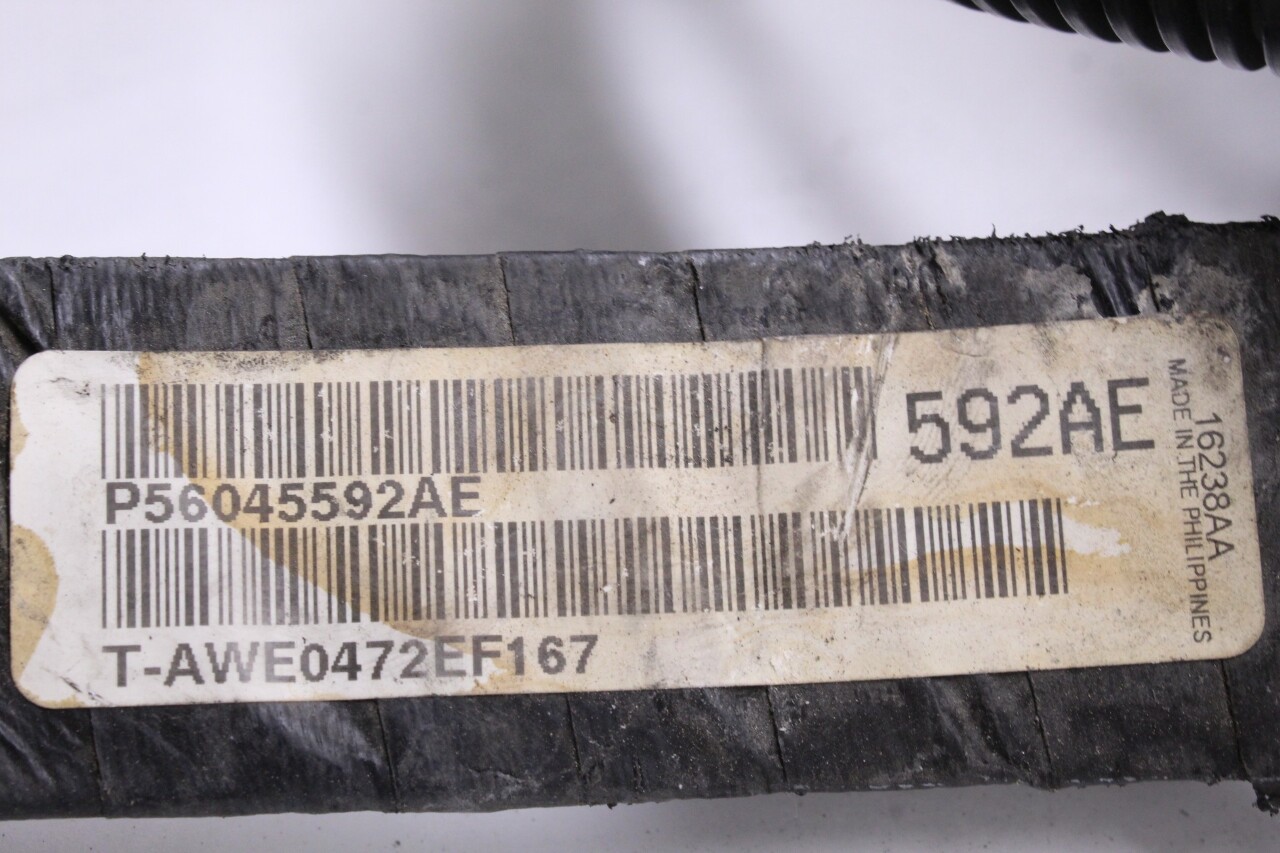 592AE
P56045592AE
T-AWE0472EF167
16238AA
MADE IN THE PHILIPPINES